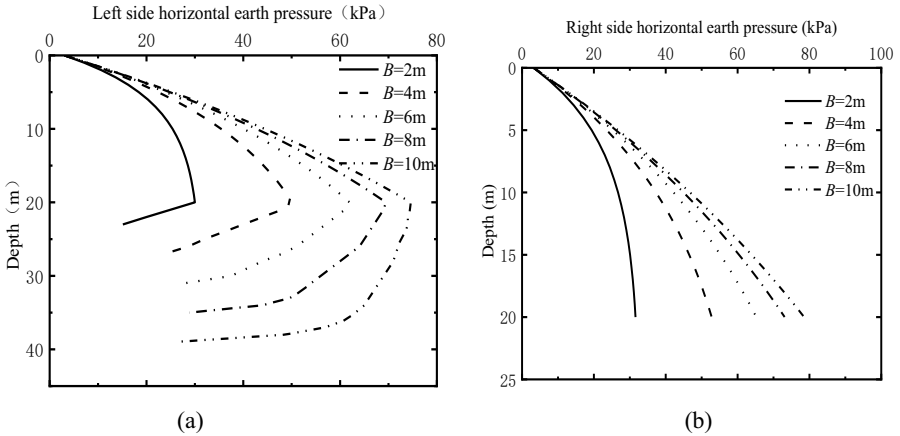 Left side horizontal earth pressure（kPa）
0 20 40 60 80
0
10
20
30
40
Depth（m）
B=2m
B=4m
B=6m
B=8m
B=10m
(a)
Right side horizontal earth pressure (kPa)
0 20 40 60 80 100
0
5
10
15
20
25
Depth (m)
B=2m
B=4m
B=6m
B=8m
B=10m
(b)